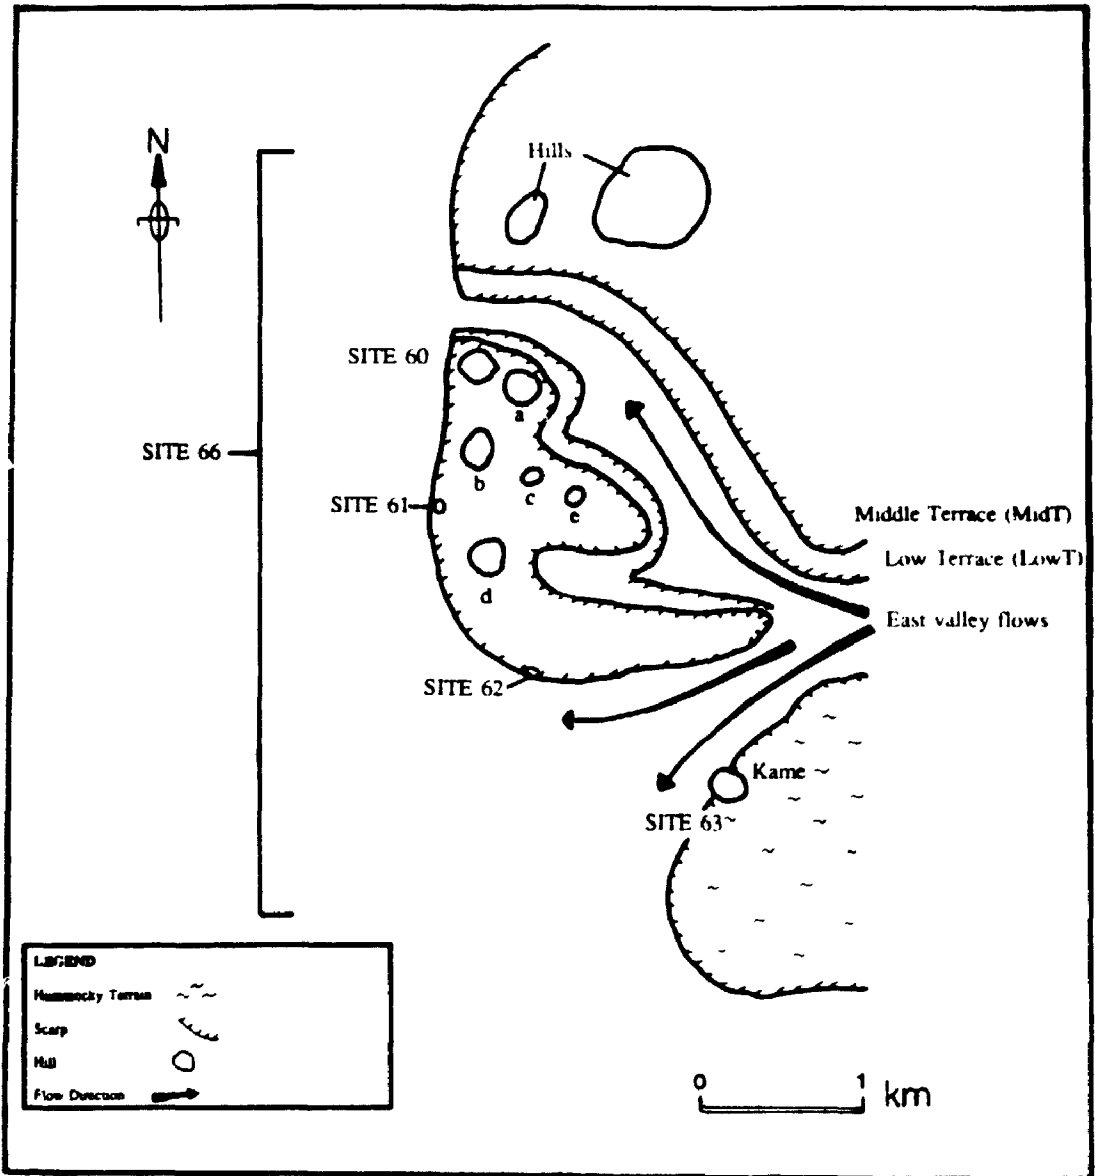 N
Hills
SITE 60
a
SITE 66
b
c
e
SITE 61
Middle Terrace (MidT)
Low Terrace (LowT)
d
East valley flows
SITE 62
Kame
SITE 63
LEGEND
Hummocky Terrain
Scarp
Hill
Flow Direction
0 1
km